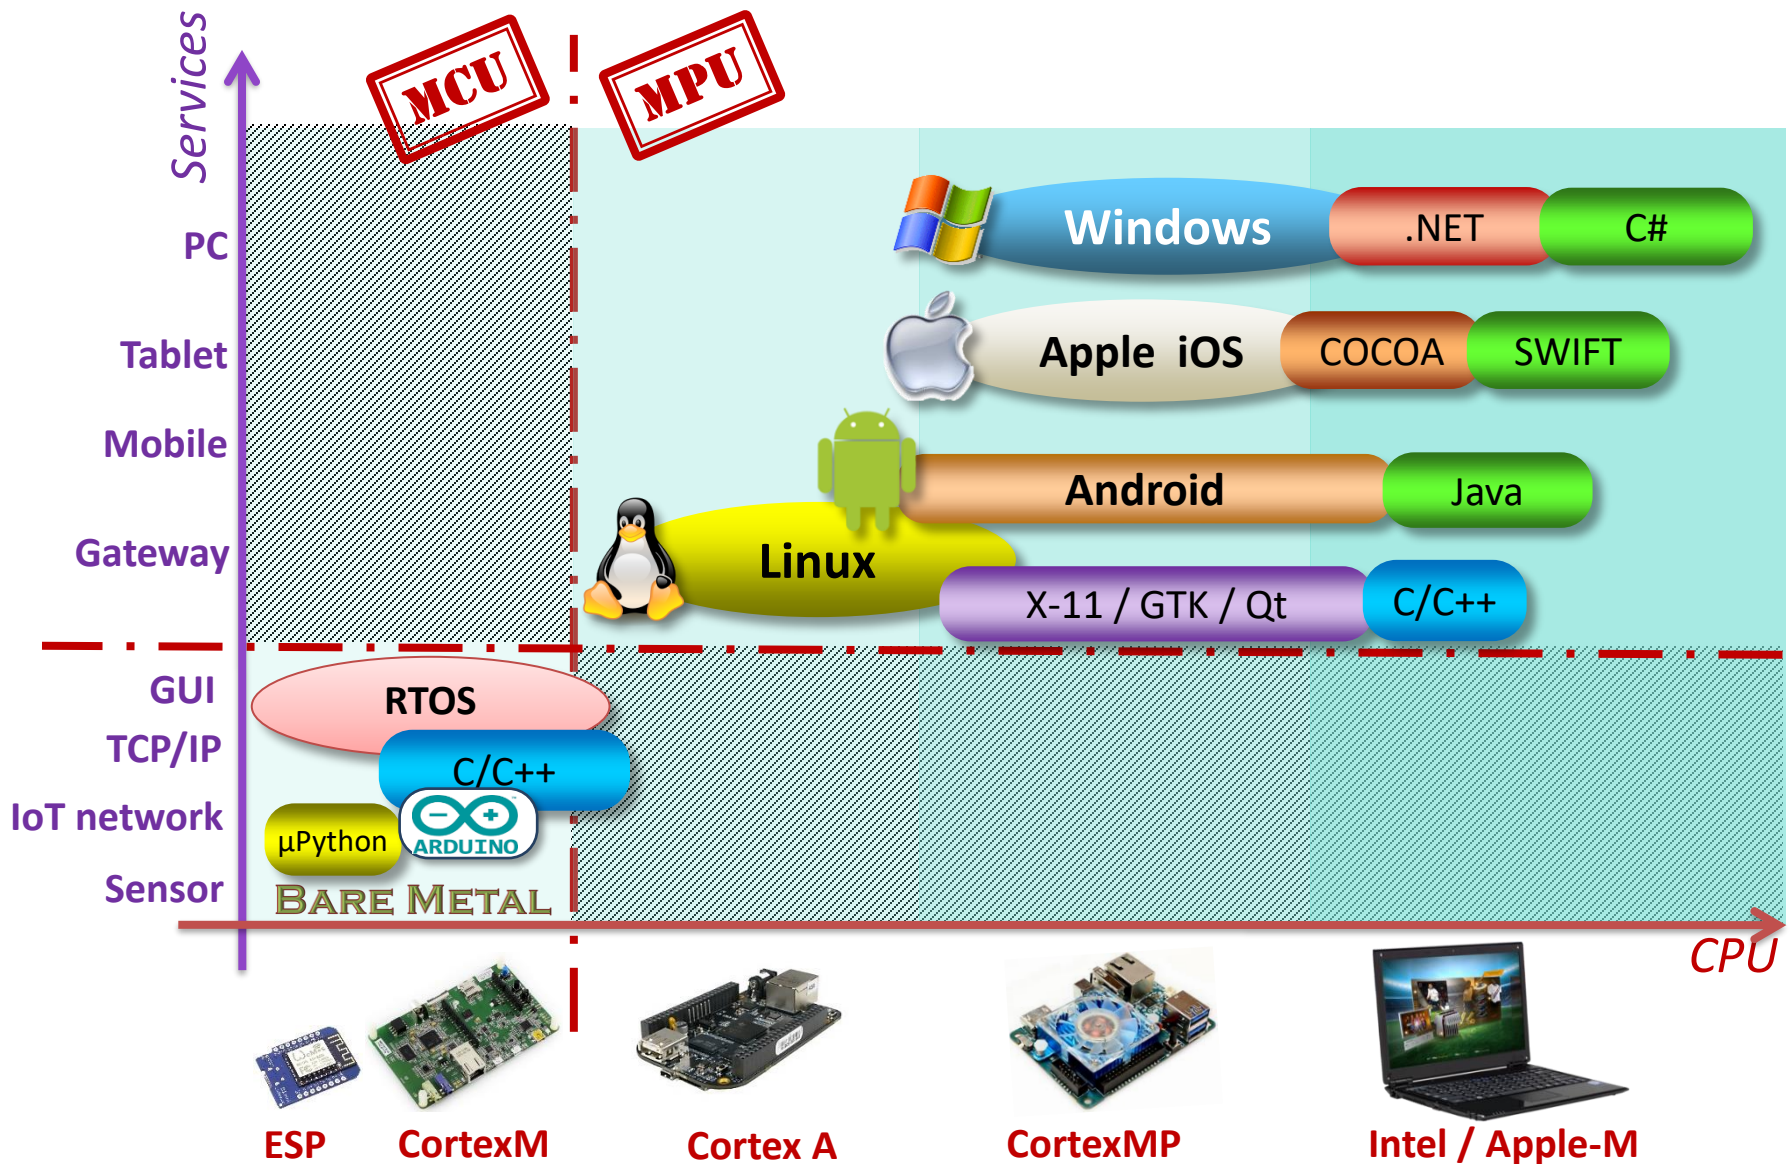 Services
MCU
MPU
PC
Windows
.NET
C#
Tablet
Apple iOS
COCOA
SWIFT
Mobile
Android
Java
Gateway
Linux
X-11 / GTK / Qt
C/C++
GUI
RTOS
TCP/IP
C/C++
IoT network
µPython
ARDUINO
Sensor
BARE METAL
CPU
ESP
CortexM
Cortex A
CortexMP
Intel / Apple-M